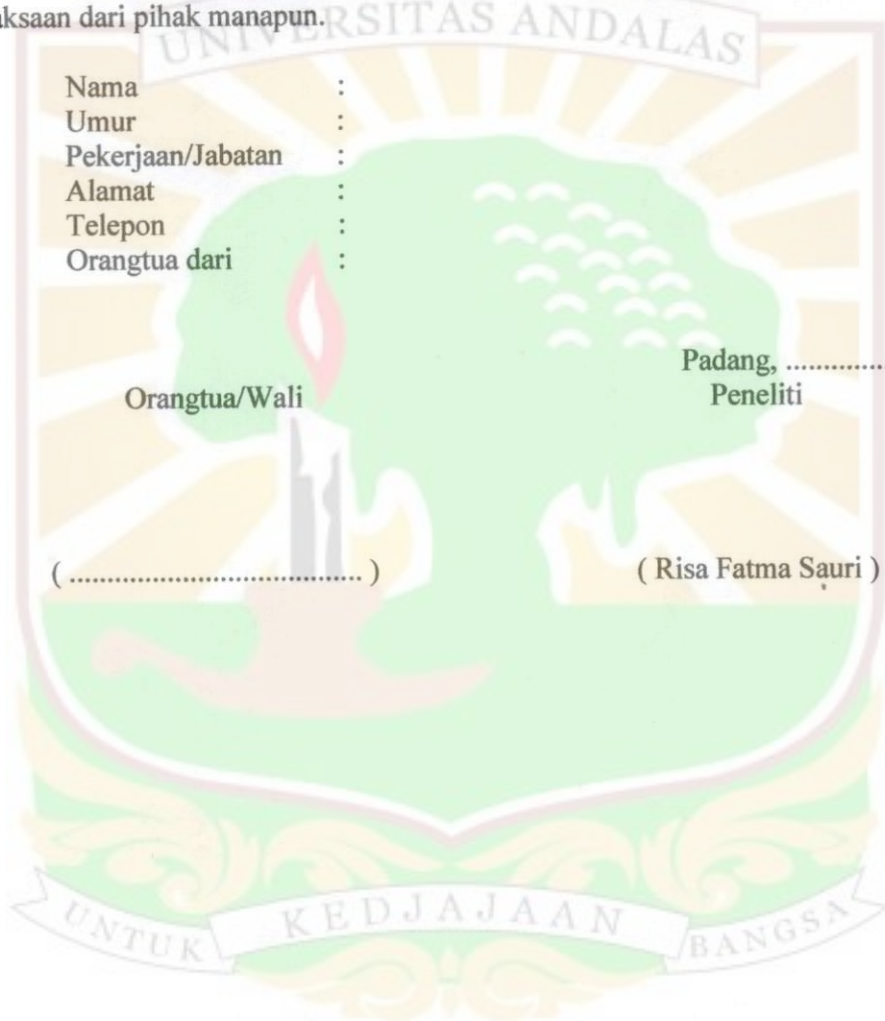 aksaan dari pihak manapun.
UNIVERSITAS ANDALAS
Nama :
Umur :
Pekerjaan/Jabatan :
Alamat :
Telepon :
Orangtua dari :
Padang, ..............
Orangtua/Wali Peneliti
( ....................................... ) ( Risa Fatma Sauri )
UNTUK KEDJAJAAN BANGSA